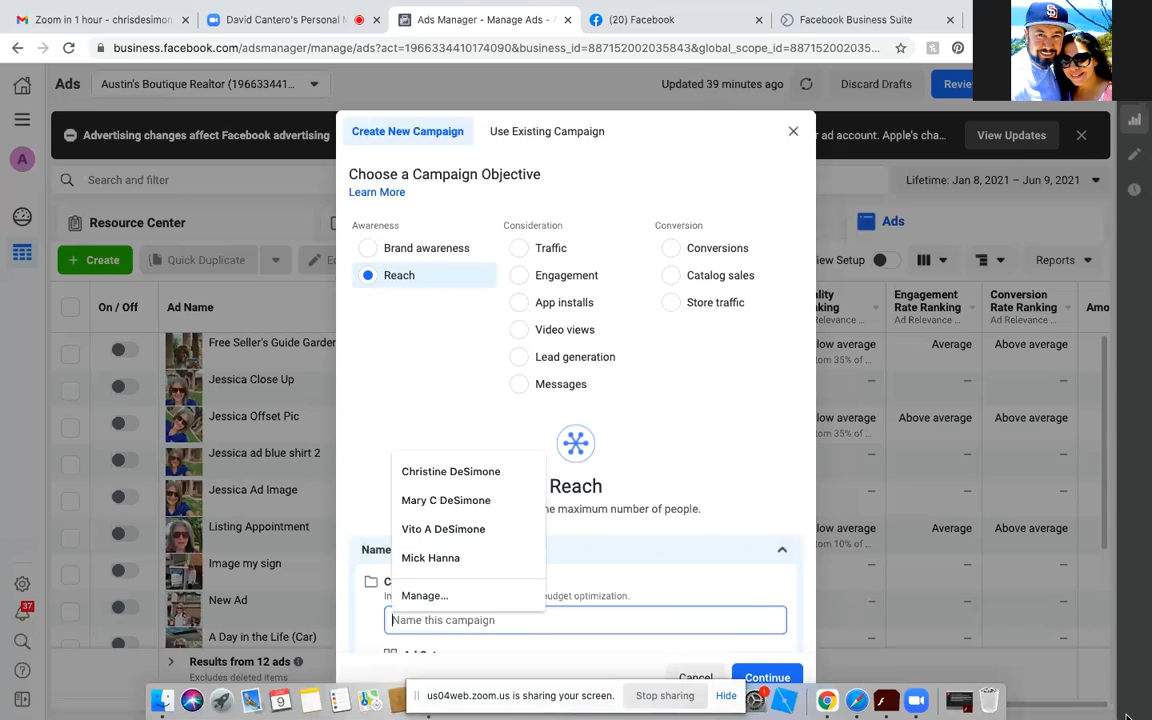 Zoom in 1 hour - chrisdesimon
David Cantero's Personal
Ads Manager - Manage Ads -
(20) Facebook
Facebook Business Suite
business.facebook.com/adsmanager/manage/ads?act=1966334410174090&business_id=887152002035843&global_scope_id=887152002035...
Ads
Austin's Boutique Realtor (196633441...
Updated 39 minutes ago
Discard Drafts
Advertising changes affect Facebook advertising
ad account. Apple's cha...
View Updates
Search and filter
Lifetime: Jan 8, 2021 – Jun 9, 2021
Resource Center
Ads
+ Create
Quick Duplicate
View Setup
Reports
On / Off
Ad Name
Engagement
Rate Ranking
Ad Relevance ...
Conversion
Rate Ranking
Ad Relevance ...
Free Seller's Guide Garden
Average
Above average
Jessica Close Up
Jessica Offset Pic
Above average
Above average
Jessica ad blue shirt 2
Jessica Ad Image
Listing Appointment
Average
Above average
Image my sign
New Ad
A Day in the Life (Car)
Results from 12 ads
Excludes deleted items
A
37
Create New Campaign
Use Existing Campaign
Choose a Campaign Objective
Learn More
Awareness
Consideration
Conversion
Brand awareness
Traffic
Conversions
Reach
Engagement
Catalog sales
App installs
Store traffic
Video views
Lead generation
Messages
Reach
maximum number of people.
Name
budget optimization.
Name this campaign
Christine DeSimone
Mary C DeSimone
Vito A DeSimone
Mick Hanna
Manage...
Cancel
Continue
us04web.zoom.us is sharing your screen.
Stop sharing
Hide